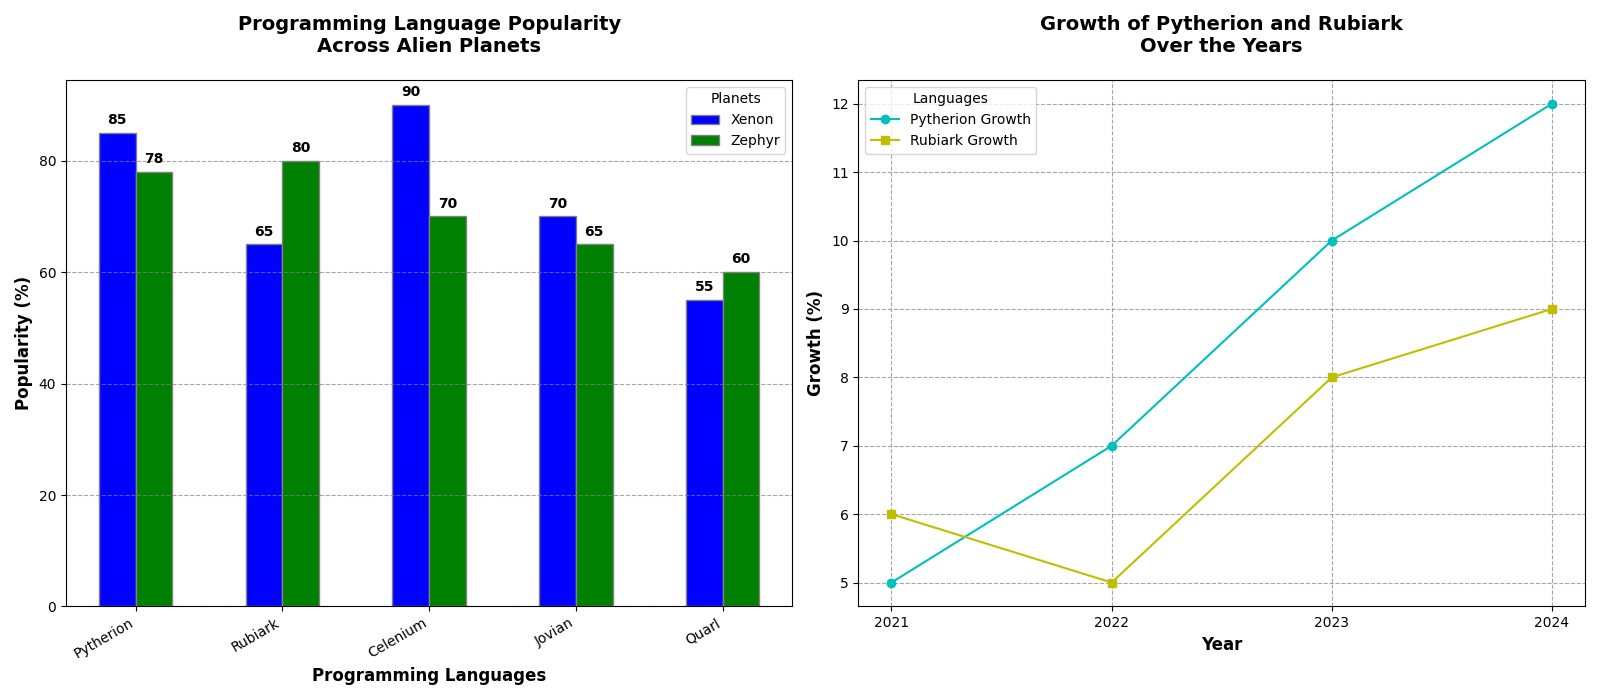 Programming Language Popularity
Across Alien Planets
Popularity (%)
80
60
40
20
0
85
78
65
80
90
70
70
65
55
60
Planets
Xenon
Zephyr
Pytherion
Rubiark
Celenium
Jovian
Quarl
Programming Languages
Growth of Pytherion and Rubiark
Over the Years
Growth (%)
12
11
10
9
8
7
6
5
Languages
Pytherion Growth
Rubiark Growth
2021
2022
2023
2024
Year